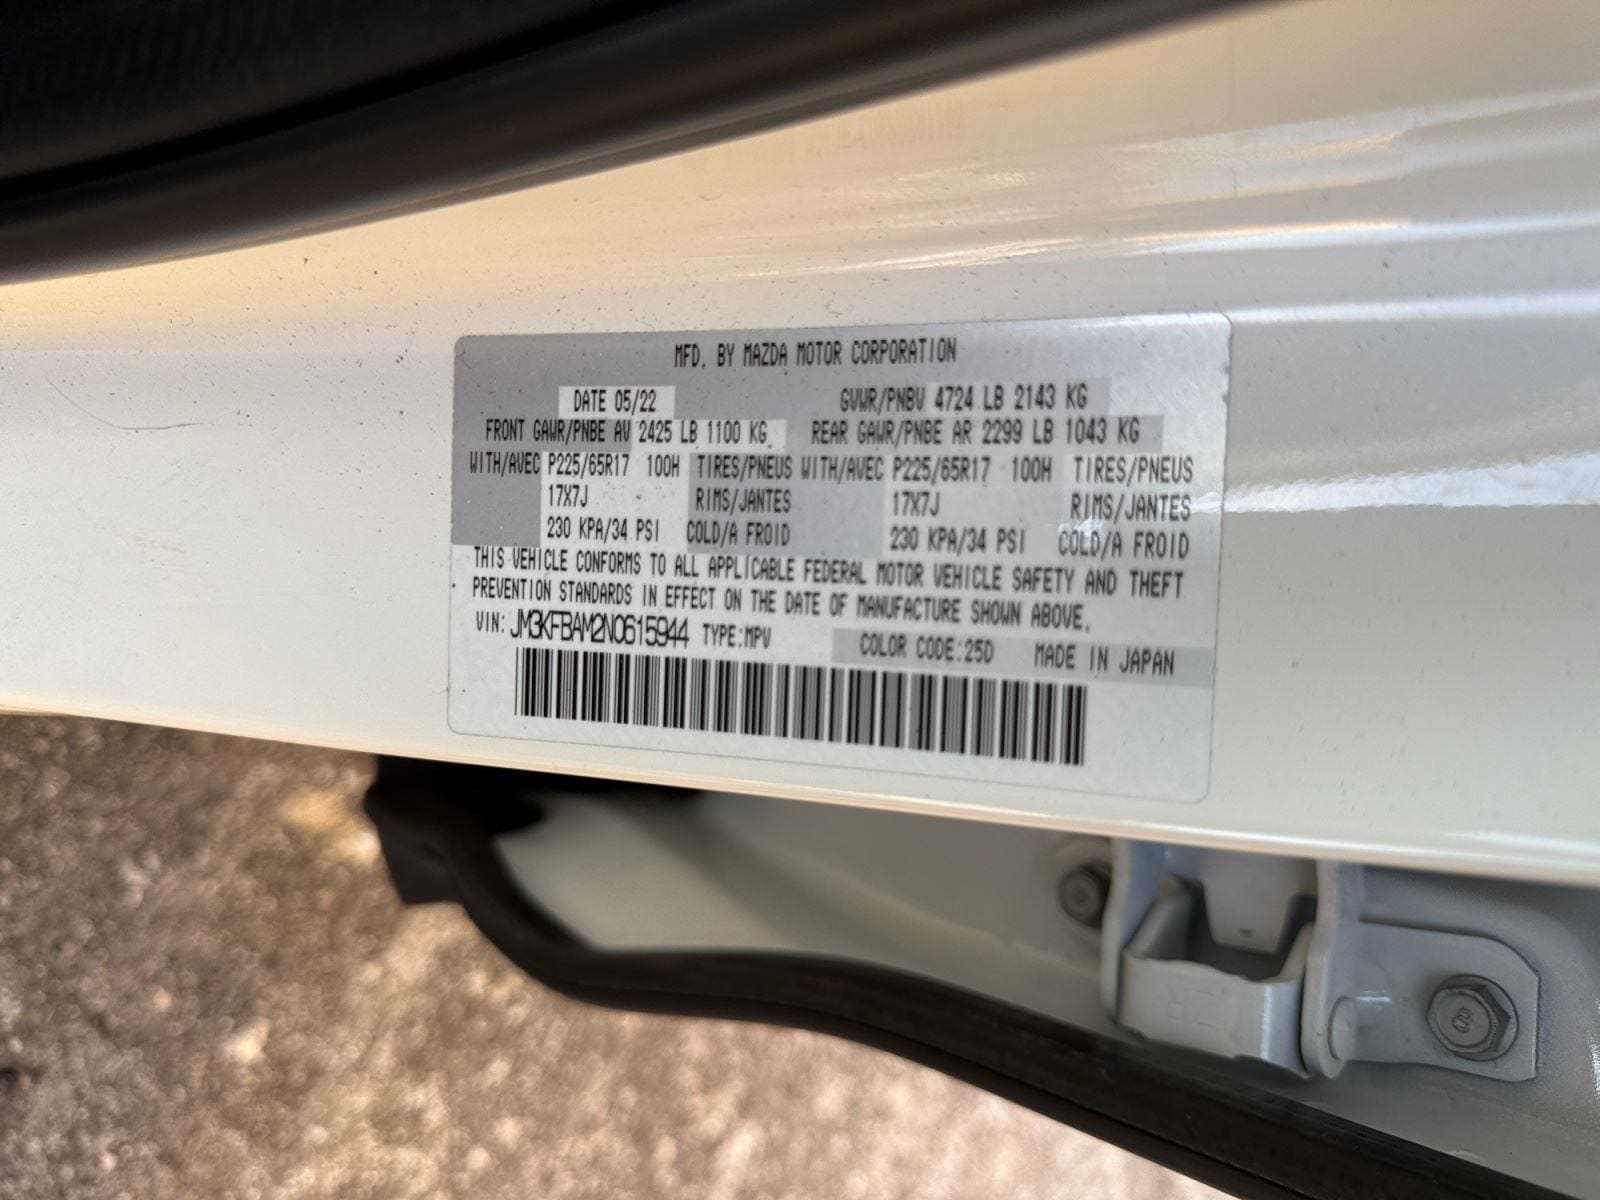 MFD. BY MAZDA MOTOR CORPORATION
DATE 05/22 GVWR/PNBV 4724 LB 2143 KG
FRONT GAWR/PNBE AV 2425 LB 1100 KG REAR GAWR/PNBE AR 2299 LB 1043 KG
WITH/AVEC P225/65R17 100H TIRES/PNEUS WITH/AVEC P225/65R17 100H TIRES/PNEUS
17X7J RIMS/JANTES 17X7J RIMS/JANTES
230 KPA/34 PSI COLD/A FROID 230 KPA/34 PSI COLD/A FROID
THIS VEHICLE CONFORMS TO ALL APPLICABLE FEDERAL MOTOR VEHICLE SAFETY AND THEFT
PREVENTION STANDARDS IN EFFECT ON THE DATE OF MANUFACTURE SHOWN ABOVE.
VIN: JM3KFBAM2N0615944 TYPE:MPV COLOR CODE:25D MADE IN JAPAN
8